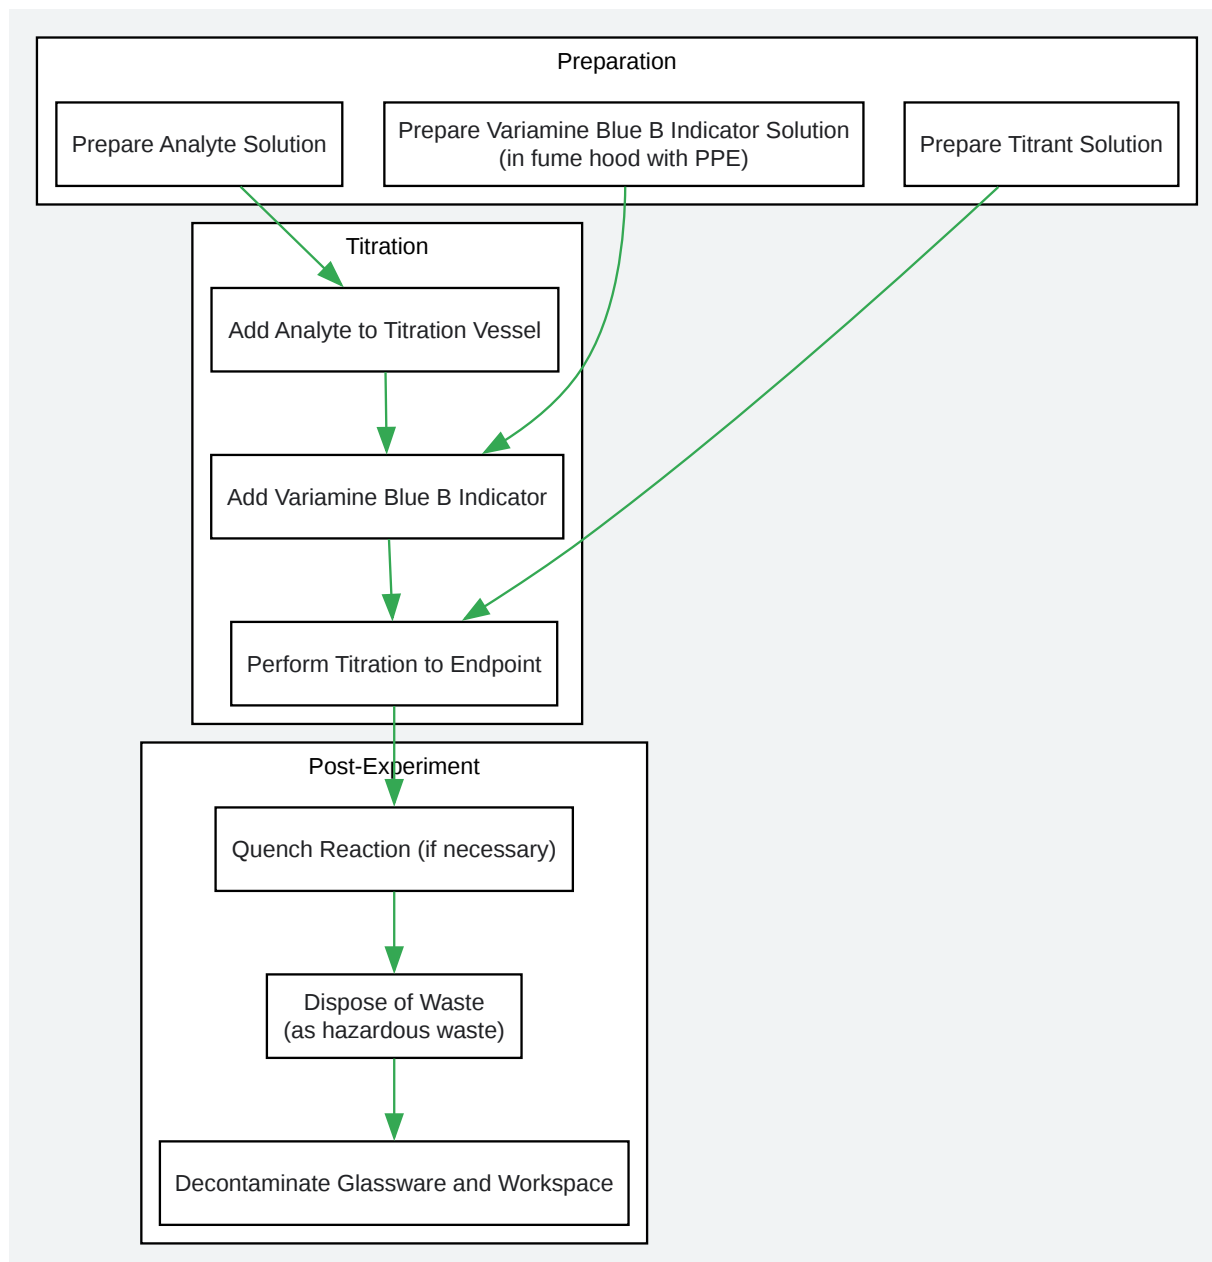 Preparation
Prepare Analyte Solution
Prepare Variamine Blue B Indicator Solution
(in fume hood with PPE)
Prepare Titrant Solution
Titration
Add Analyte to Titration Vessel
Add Variamine Blue B Indicator
Perform Titration to Endpoint
Post-Experiment
Quench Reaction (if necessary)
Dispose of Waste
(as hazardous waste)
Decontaminate Glassware and Workspace